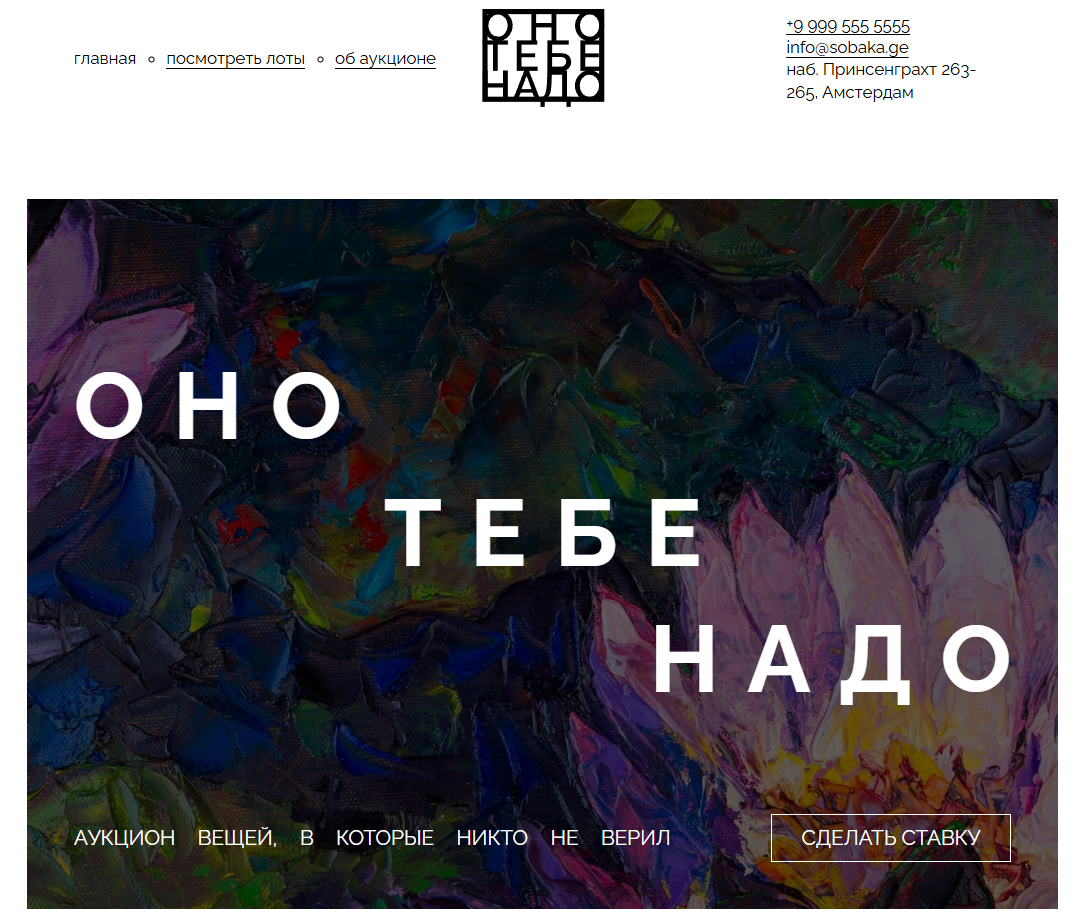 главная
посмотреть лоты
об аукционе
ОНО
ТЕБЕ
НАДО
+9 999 555 5555
info@sobaka.ge
наб. Принсенграхт 263-
265, Амстердам
ОНО
ТЕБЕ
НАДО
АУКЦИОН ВЕЩЕЙ, В КОТОРЫЕ НИКТО НЕ ВЕРИЛ
СДЕЛАТЬ СТАВКУ